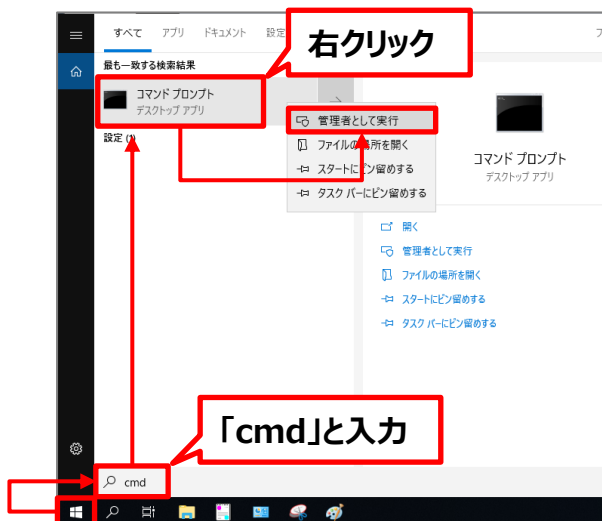 すべて アプリ ドキュメント 設定
右クリック
最も一致する検索結果
コマンド プロンプト
デスクトップ アプリ
管理者として実行
設定 (1)
ファイルの場所を開く
スタートにピン留めする
タスク バーにピン留めする
コマンド プロンプト
デスクトップ アプリ
開く
管理者として実行
ファイルの場所を開く
スタートにピン留めする
タスク バーにピン留めする
「cmd」と入力
cmd